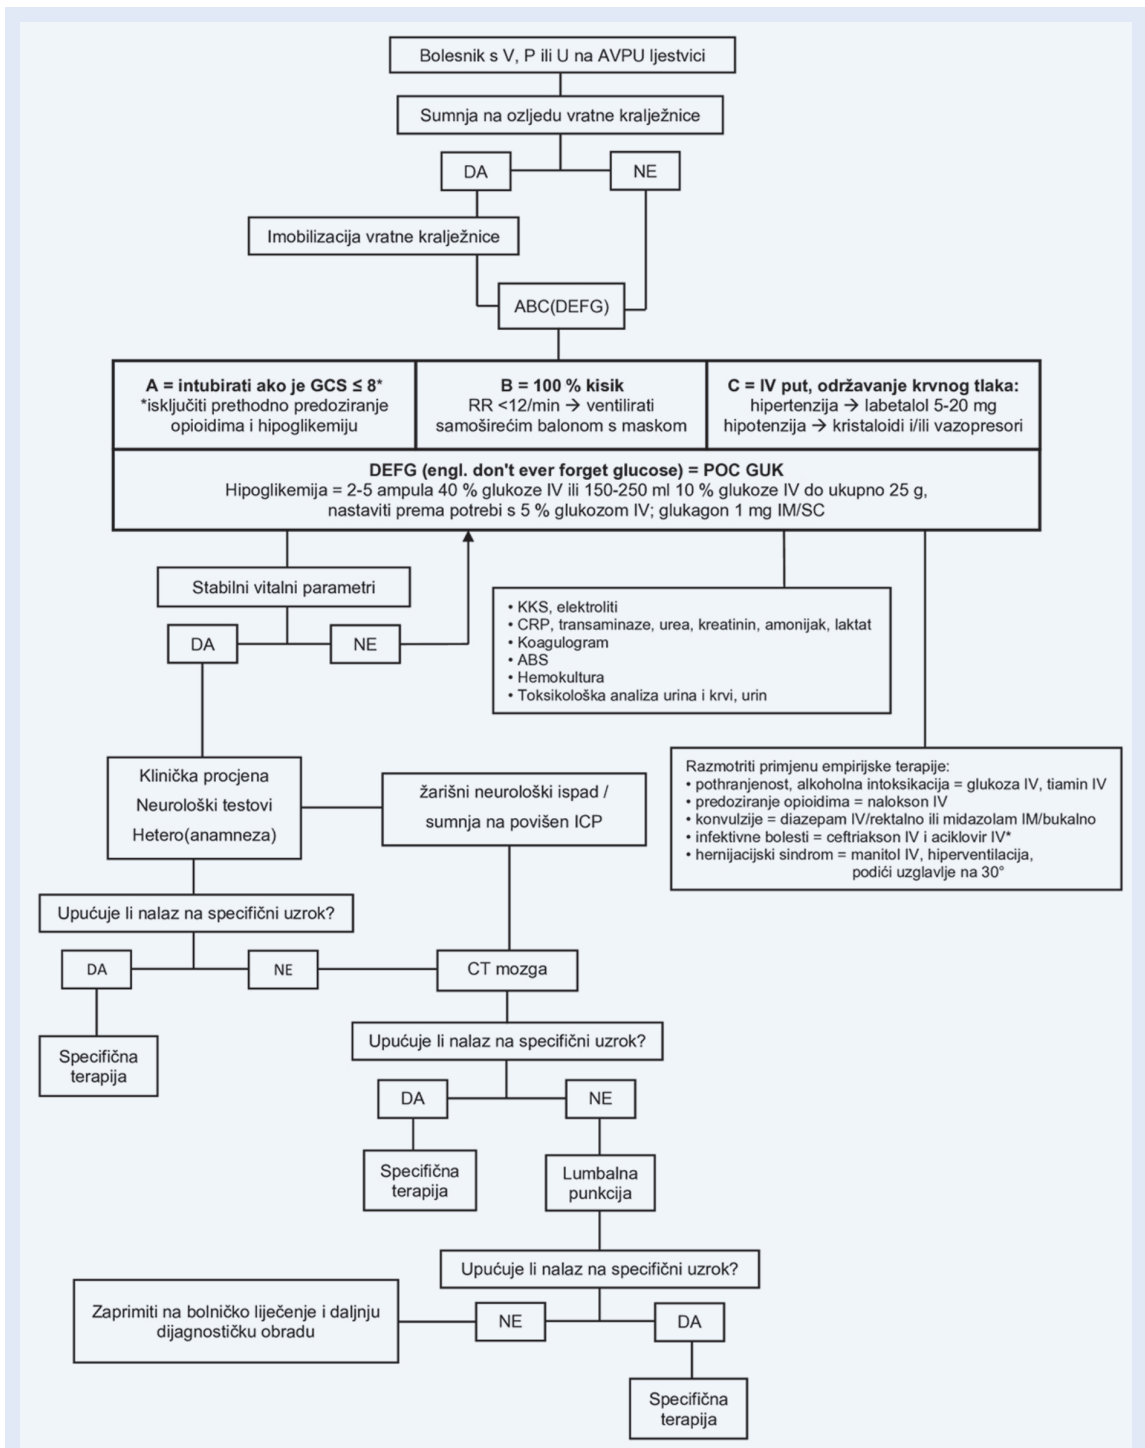 Bolesnik s V, P ili U na AVPU ljestvici
Sumnja na ozljedu vratne kralježnice
DA
NE
Imobilizacija vratne kralježnice
ABC(DEFG)
A = intubirati ako je GCS ≤ 8*
*isključiti prethodno predoziranje
opioidima i hipoglikemiju
B = 100 % kisik
RR <12/min → ventilirati
samoširećim balonom s maskom
C = IV put, održavanje krvnog tlaka:
hipertenzija → labetalol 5-20 mg
hipotenzija → kristaloidi i/ili vazopresori
DEFG (engl. don't ever forget glucose) = POC GUK
Hipoglikemija = 2-5 ampula 40 % glukoze IV ili 150-250 ml 10 % glukoze IV do ukupno 25 g,
nastaviti prema potrebi s 5 % glukozom IV; glukagon 1 mg IM/SC
Stabilni vitalni parametri
DA
NE
• KKS, elektroliti
• CRP, transaminaze, urea, kreatinin, amonijak, laktat
• Koagulogram
• ABS
• Hemokultura
• Toksikološka analiza urina i krvi, urin
Klinička procjena
Neurološki testovi
Hetero(anamneza)
žarišni neurološki ispad /
sumnja na povišen ICP
Razmotriti primjenu empirijske terapije:
• pothranjenost, alkoholna intoksikacija = glukoza IV, tiamin IV
• predoziranje opioidima = nalokson IV
• konvulzije = diazepam IV/rektalno ili midazolam IM/bukalno
• infektivne bolesti = ceftriakson IV i aciklovir IV*
• hernijacijski sindrom = manitol IV, hiperventilacija,
podići uzglavlje na 30°
Upućuje li nalaz na specifični uzrok?
DA
NE
CT mozga
Specifična
terapija
Upućuje li nalaz na specifični uzrok?
DA
NE
Specifična
terapija
Lumbalna
punkcija
Upućuje li nalaz na specifični uzrok?
Zaprimiti na bolničko liječenje i daljnju
dijagnostičku obradu
NE
DA
Specifična
terapija